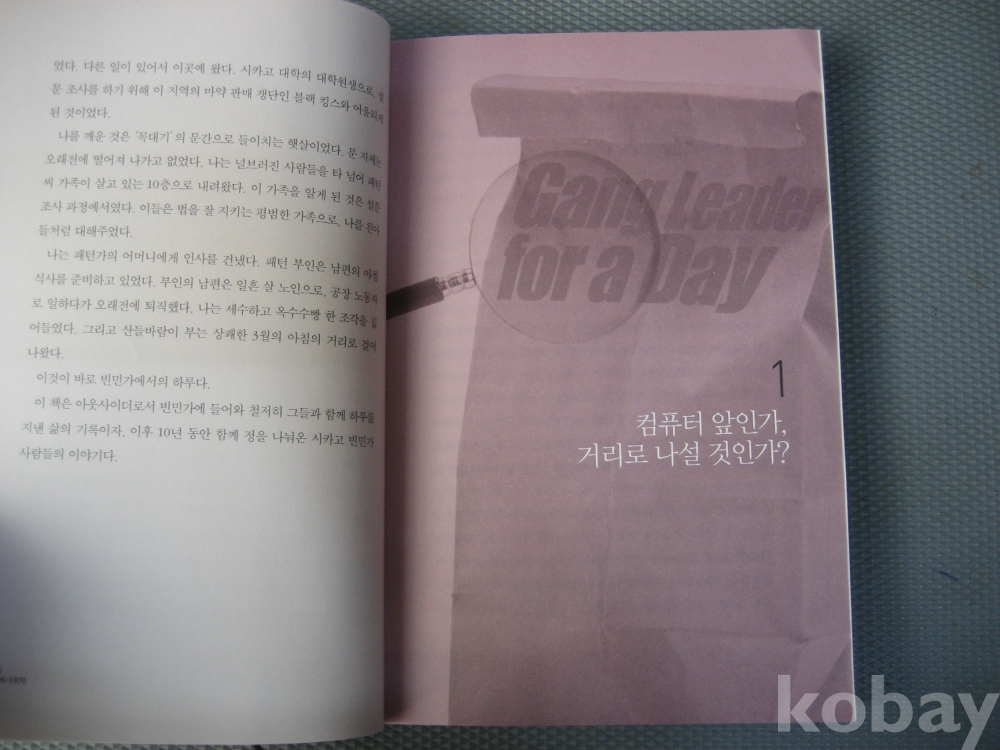 었다. 다른 일이 있어서 이곳에 왔다. 시카고 대학의 대학원생으로, 설
문 조사를 하기 위해 이 지역의 마약 판매 갱단인 블랙 킹스와 어울리게
된 것이었다.
나를 깨운 것은 '꼭대기'의 문간으로 들이치는 햇살이었다. 문 자체는
오래전에 떨어져 나가고 없었다. 나는 널브러진 사람들을 타 넘어 패턴
씨 가족이 살고 있는 10층으로 내려왔다. 이 가족을 알게 된 것은 설문
조사 과정에서였다. 이들은 법을 잘 지키는 평범한 가족으로, 나를 친아
들처럼 대해주었다.
나는 패턴가의 어머니에게 인사를 건넸다. 패턴 부인은 남편의 아침
식사를 준비하고 있었다. 부인의 남편은 일흔 살 노인으로, 공장 노동자
로 일하다가 오래전에 퇴직했다. 나는 세수하고 옥수수빵 한 조각을 집
어들었다. 그리고 산들바람이 부는 상쾌한 3월의 아침의 거리로 걸어
나왔다.
이것이 바로 빈민가에서의 하루다.
이 책은 아웃사이더로서 빈민가에 들어와 철저히 그들과 함께 하루를
지낸 삶의 기록이자, 이후 10년 동안 함께 정을 나눠온 시카고 빈민가
사람들의 이야기다.
Gang Leader
for a Day
1
컴퓨터 앞인가,
거리로 나설 것인가?
kobay